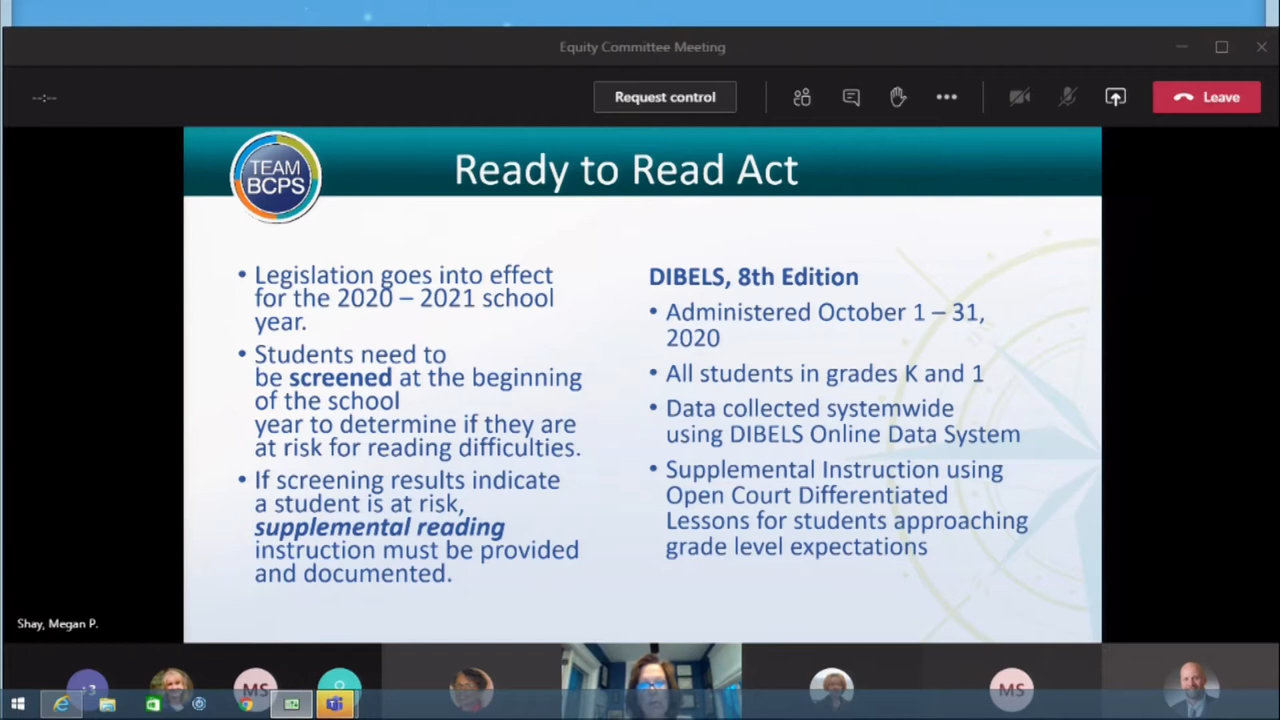 Equity Committee Meeting
--:--
Request control
Leave
TEAM
BCPS
Ready to Read Act
• Legislation goes into effect
for the 2020 – 2021 school
year.
• Students need to
be screened at the beginning
of the school
year to determine if they are
at risk for reading difficulties.
• If screening results indicate
a student is at risk,
supplemental reading
instruction must be provided
and documented.
DIBELS, 8th Edition
• Administered October 1 – 31,
2020
• All students in grades K and 1
• Data collected systemwide
using DIBELS Online Data System
• Supplemental Instruction using
Open Court Differentiated
Lessons for students approaching
grade level expectations
Shay, Megan P.
+3
MS
MS